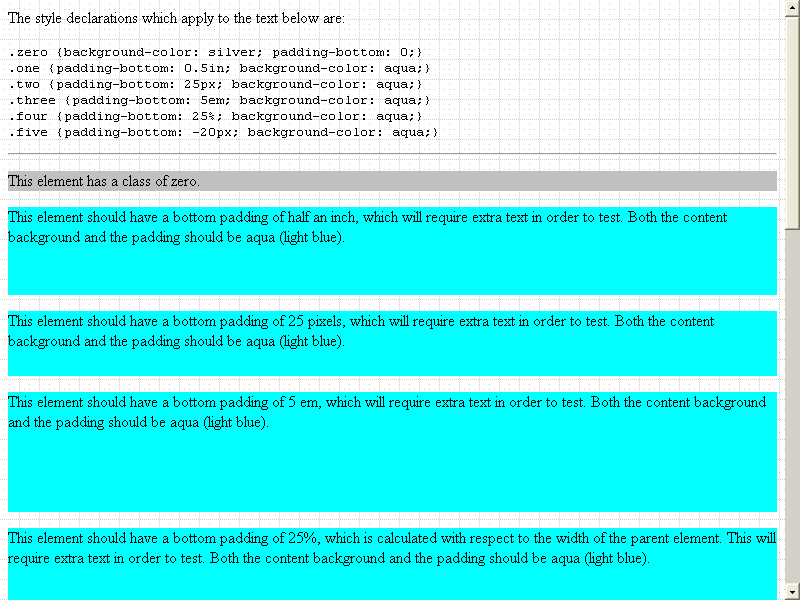 The style declarations which apply to the text below are:
.zero {background-color: silver; padding-bottom: 0;}
.one {padding-bottom: 0.5in; background-color: aqua;}
.two {padding-bottom: 25px; background-color: aqua;}
.three {padding-bottom: 5em; background-color: aqua;}
.four {padding-bottom: 25%; background-color: aqua;}
.five {padding-bottom: -20px; background-color: aqua;}
This element has a class of zero.
This element should have a bottom padding of half an inch, which will require extra text in order to test. Both the content
background and the padding should be aqua (light blue).
This element should have a bottom padding of 25 pixels, which will require extra text in order to test. Both the content
background and the padding should be aqua (light blue).
This element should have a bottom padding of 5 em, which will require extra text in order to test. Both the content background
and the padding should be aqua (light blue).
This element should have a bottom padding of 25%, which is calculated with respect to the width of the parent element. This will
require extra text in order to test. Both the content background and the padding should be aqua (light blue).